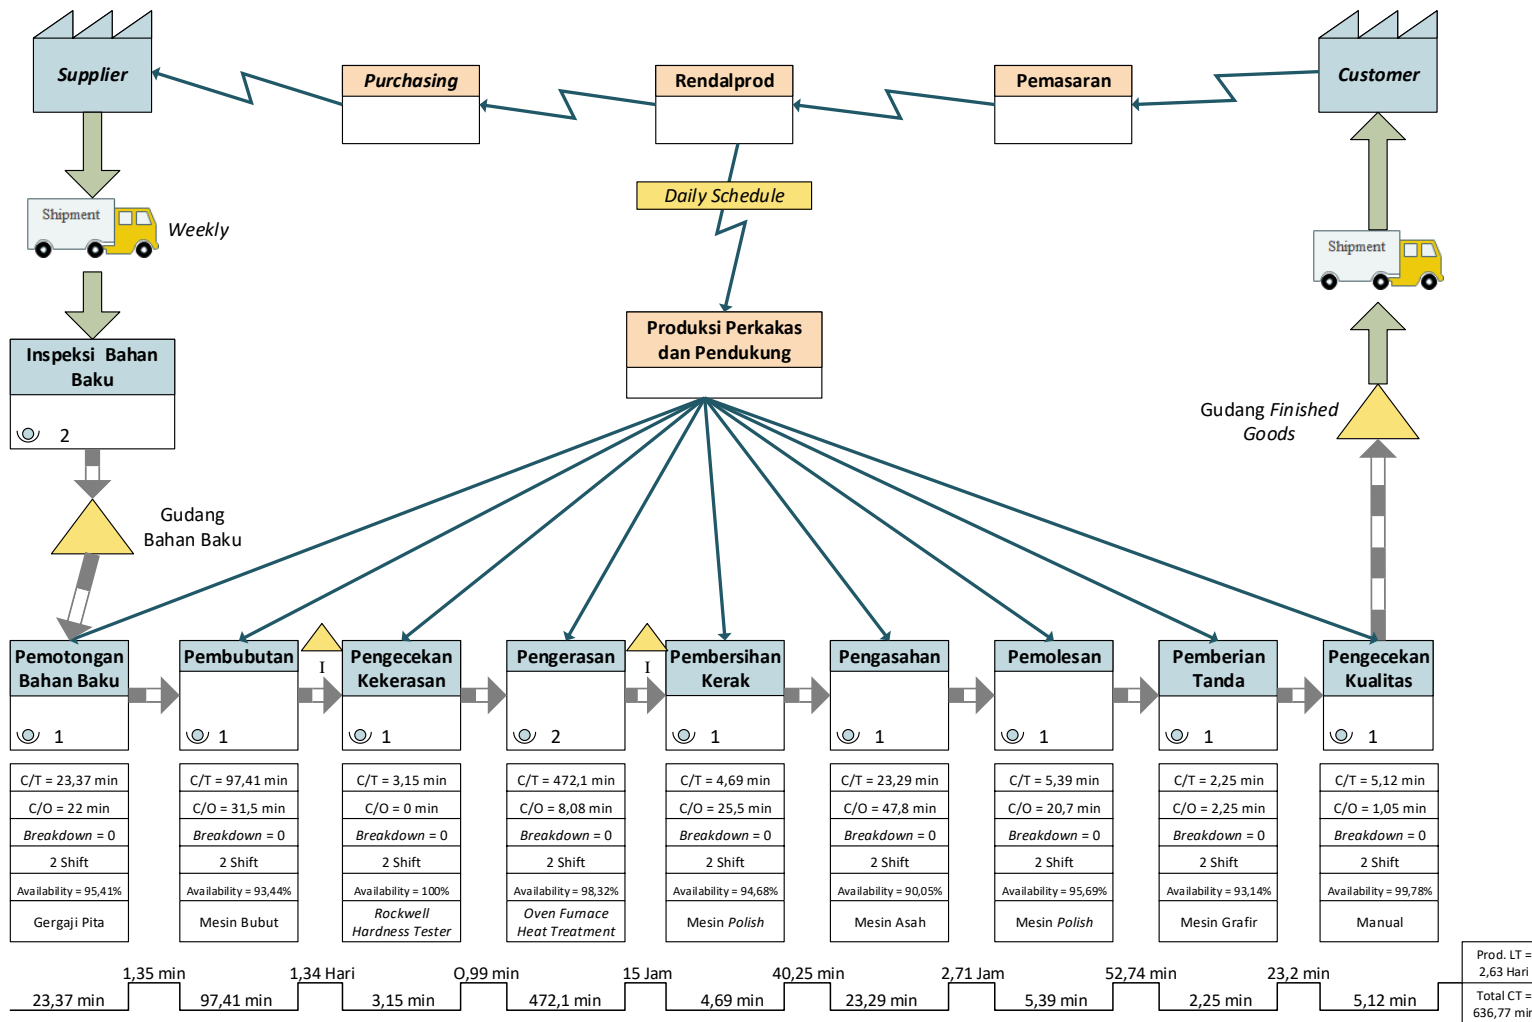 Supplier
Purchasing
Rendalprod
Pemasaran
Customer
Daily Schedule
Shipment
Weekly
Shipment
Inspeksi Bahan
Baku
2
Produksi Perkakas
dan Pendukung
Gudang Finished
Goods
Gudang
Bahan Baku
I
I
Pemotongan
Bahan Baku
1
Pembubutan
1
Pengecekan
Kekerasan
1
Pengerasan
2
Pembersihan
Kerak
1
Pengasahan
1
Pemolesan
1
Pemberian
Tanda
1
Pengecekan
Kualitas
1
C/T = 23,37 min
C/O = 22 min
Breakdown = 0
2 Shift
Availability = 95,41%
Gergaji Pita
C/T = 97,41 min
C/O = 31,5 min
Breakdown = 0
2 Shift
Availability = 93,44%
Mesin Bubut
C/T = 3,15 min
C/O = 0 min
Breakdown = 0
2 Shift
Availability = 100%
Rockwell
Hardness Tester
C/T = 472,1 min
C/O = 8,08 min
Breakdown = 0
2 Shift
Availability = 98,32%
Oven Furnace
Heat Treatment
C/T = 4,69 min
C/O = 25,5 min
Breakdown = 0
2 Shift
Availability = 94,68%
Mesin Polish
C/T = 23,29 min
C/O = 47,8 min
Breakdown = 0
2 Shift
Availability = 90,05%
Mesin Asah
C/T = 5,39 min
C/O = 20,7 min
Breakdown = 0
2 Shift
Availability = 95,69%
Mesin Polish
C/T = 2,25 min
C/O = 2,25 min
Breakdown = 0
2 Shift
Availability = 93,14%
Mesin Grafir
C/T = 5,12 min
C/O = 1,05 min
Breakdown = 0
2 Shift
Availability = 99,78%
Manual
1,35 min
1,34 Hari
0,99 min
15 Jam
40,25 min
2,71 Jam
52,74 min
23,2 min
23,37 min
97,41 min
3,15 min
472,1 min
4,69 min
23,29 min
5,39 min
2,25 min
5,12 min
Prod. LT =
2,63 Hari
Total CT =
636,77 min